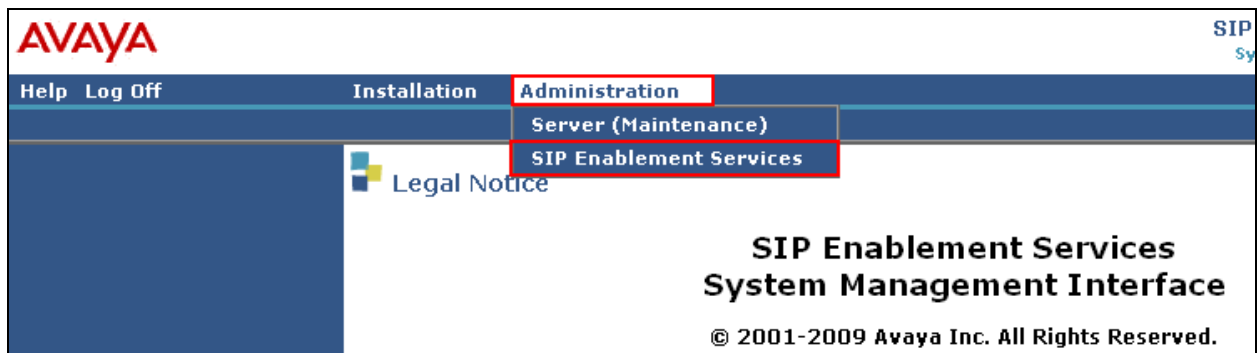 AVAYA
SIP
Sy
Help Log Off Installation Administration
Server (Maintenance)
SIP Enablement Services
Legal Notice
SIP Enablement Services
System Management Interface
© 2001-2009 Avaya Inc. All Rights Reserved.